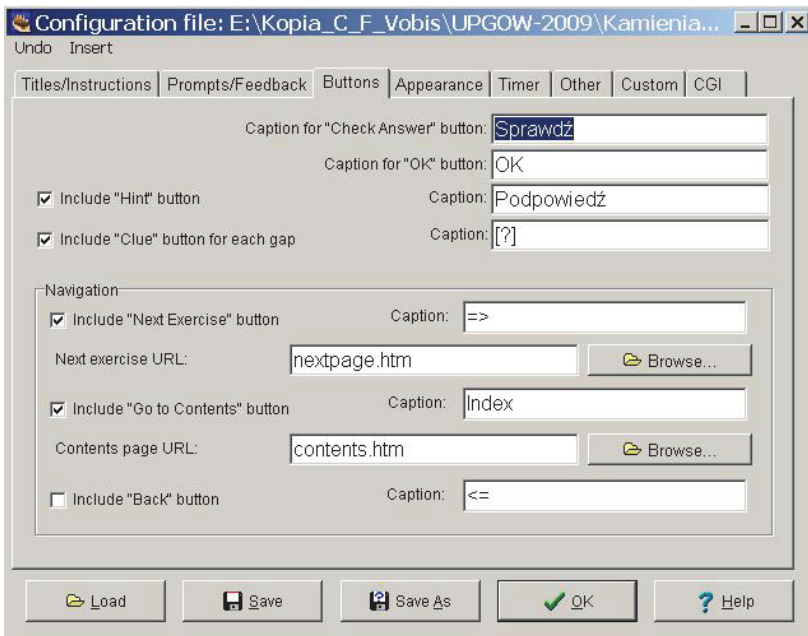 Configuration file: E:\Kopia_C_F_Vobis\UPGOW-2009\Kamienia...
Undo Insert
Titles/Instructions Prompts/Feedback Buttons Appearance Timer Other Custom CGI
Caption for "Check Answer" button: Sprawdź
Caption for "OK" button: OK
Include "Hint" button Caption: Podpowiedź
Include "Clue" button for each gap Caption: [?]
Navigation
Include "Next Exercise" button Caption: =>
Next exercise URL: nextpage.htm Browse...
Include "Go to Contents" button Caption: Index
Contents page URL: contents.htm Browse...
Include "Back" button Caption: <=
Load Save Save As OK Help